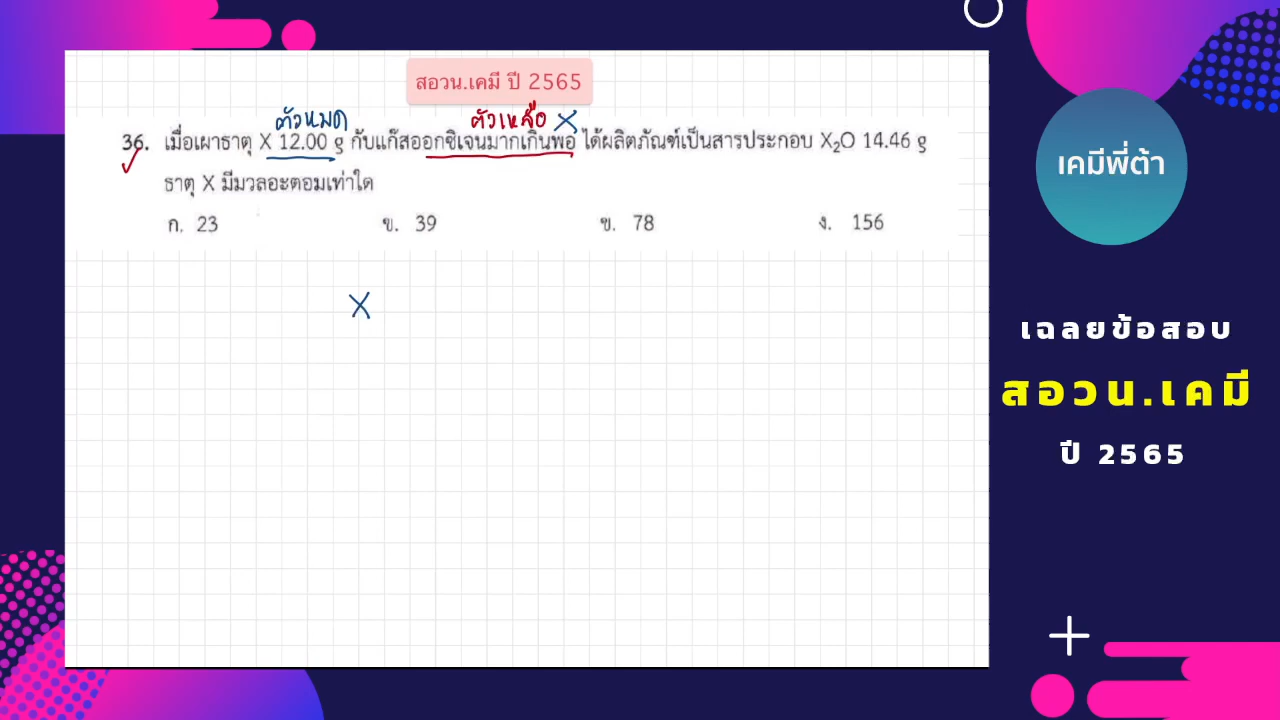 สอวน.เคมี ปี 2565
ตัวหมด ตัวเหลือ X
36. เมื่อเผาธาตุ X 12.00 g กับแก๊สออกซิเจนมากเกินพอ ได้ผลิตภัณฑ์เป็นสารประกอบ X₂O 14.46 g
ธาตุ X มีมวลอะตอมเท่าใด
ก. 23 ข. 39 ข. 78 ง. 156
X
เคมีพี่ต้า
เฉลยข้อสอบ
สอวน.เคมี
ปี 2565